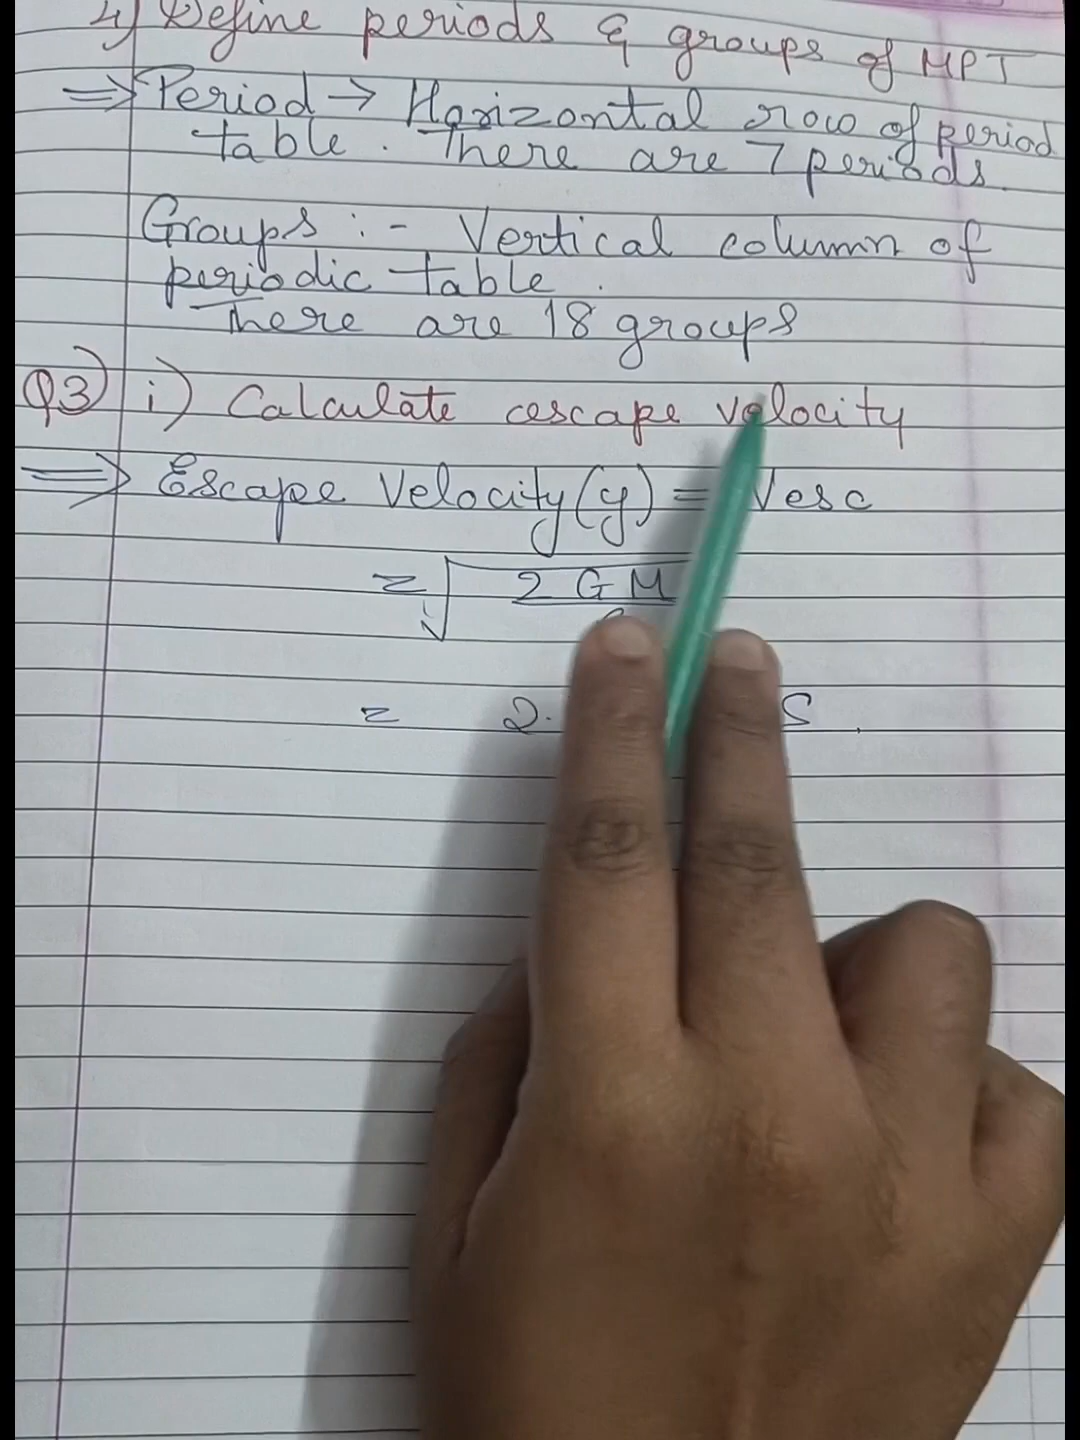 4) Define periods & groups of MPT
⇒ Period → Horizontal row of period
table. There are 7 periods.
Groups :- Vertical column of
periodic table.
There are 18 groups
Q3) i) Calculate escape velocity
⇒ Escape Velocity (y) = Vesc
= √ 2 G M
= 2. S .